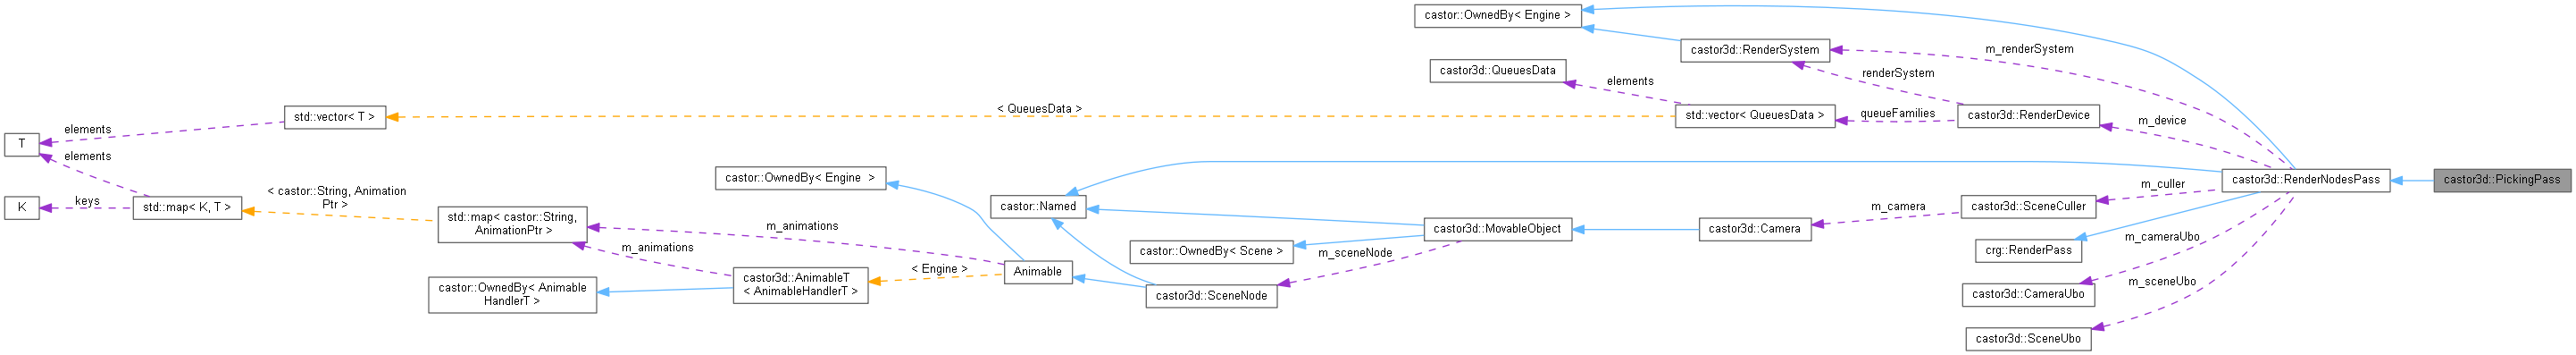 castor::OwnedBy< Engine >
castor3d::RenderSystem
m_renderSystem
castor3d::QueuesData
elements
renderSystem
< QueuesData >
std::vector< T >
std::vector< QueuesData >
queueFamilies
castor3d::RenderDevice
m_device
elements
T
elements
castor::OwnedBy< Engine  >
castor3d::RenderNodesPass
castor3d::PickingPass
m_culler
< castor::String, Animation
Ptr >
keys
K
std::map< K, T >
std::map< castor::String,
AnimationPtr >
m_animations
castor::Named
m_camera
castor3d::SceneCuller
castor3d::MovableObject
castor3d::Camera
m_cameraUbo
m_animations
castor::OwnedBy< Scene >
m_sceneNode
crg::RenderPass
< Engine >
Animable
castor3d::AnimableT
< AnimableHandlerT >
castor::OwnedBy< Animable
HandlerT >
castor3d::SceneNode
m_sceneUbo
castor3d::CameraUbo
castor3d::SceneUbo